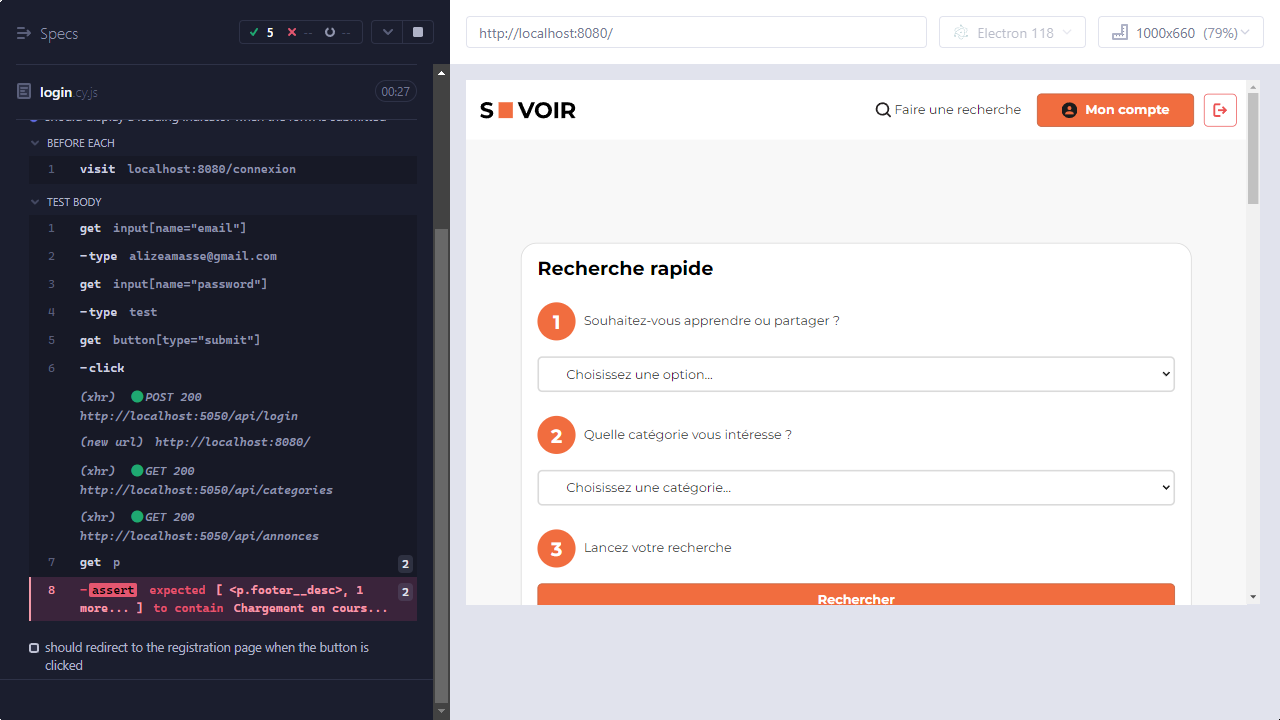 Specs
5
--
--
login.cy.js
00:27
should display a loading indicator when the form is submitted
BEFORE EACH
1 visit localhost:8080/connexion
TEST BODY
1 get input[name="email"]
2 -type alizeamasse@gmail.com
3 get input[name="password"]
4 -type test
5 get button[type="submit"]
6 -click
(xhr) POST 200
http://localhost:5050/api/login
(new url) http://localhost:8080/
(xhr) GET 200
http://localhost:5050/api/categories
(xhr) GET 200
http://localhost:5050/api/annonces
7 get p 2
8 -assert expected [ <p.footer__desc>, 1 2
more... ] to contain Chargement en cours...
should redirect to the registration page when the button is
clicked
http://localhost:8080/
Electron 118
1000x660 (79%)
S VOIR
Faire une recherche
Mon compte
Recherche rapide
1 Souhaitez-vous apprendre ou partager ?
Choisissez une option...
2 Quelle catégorie vous intéresse ?
Choisissez une catégorie...
3 Lancez votre recherche
Rechercher